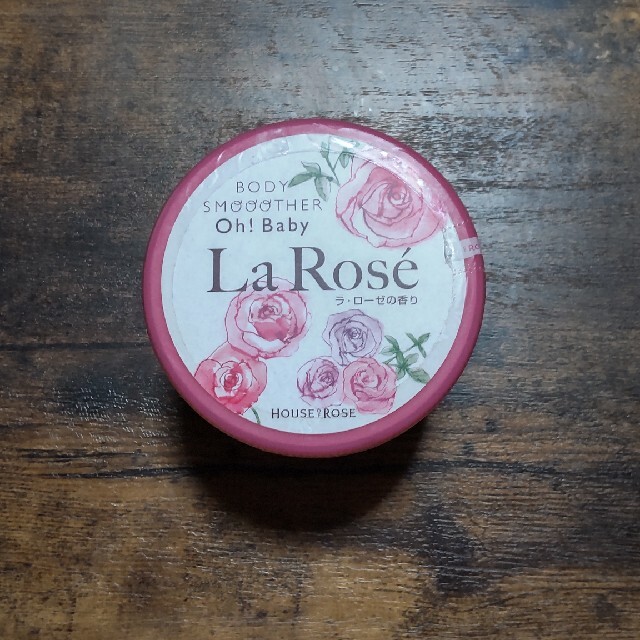 BODY
SMOOOTHER
Oh! Baby
La Rosé
ラ・ローゼの香り
HOUSE OF ROSE